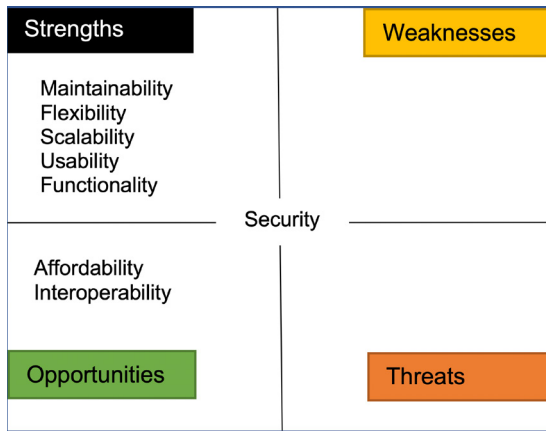 Strengths
Weaknesses
Maintainability
Flexibility
Scalability
Usability
Functionality
Security
Affordability
Interoperability
Opportunities
Threats